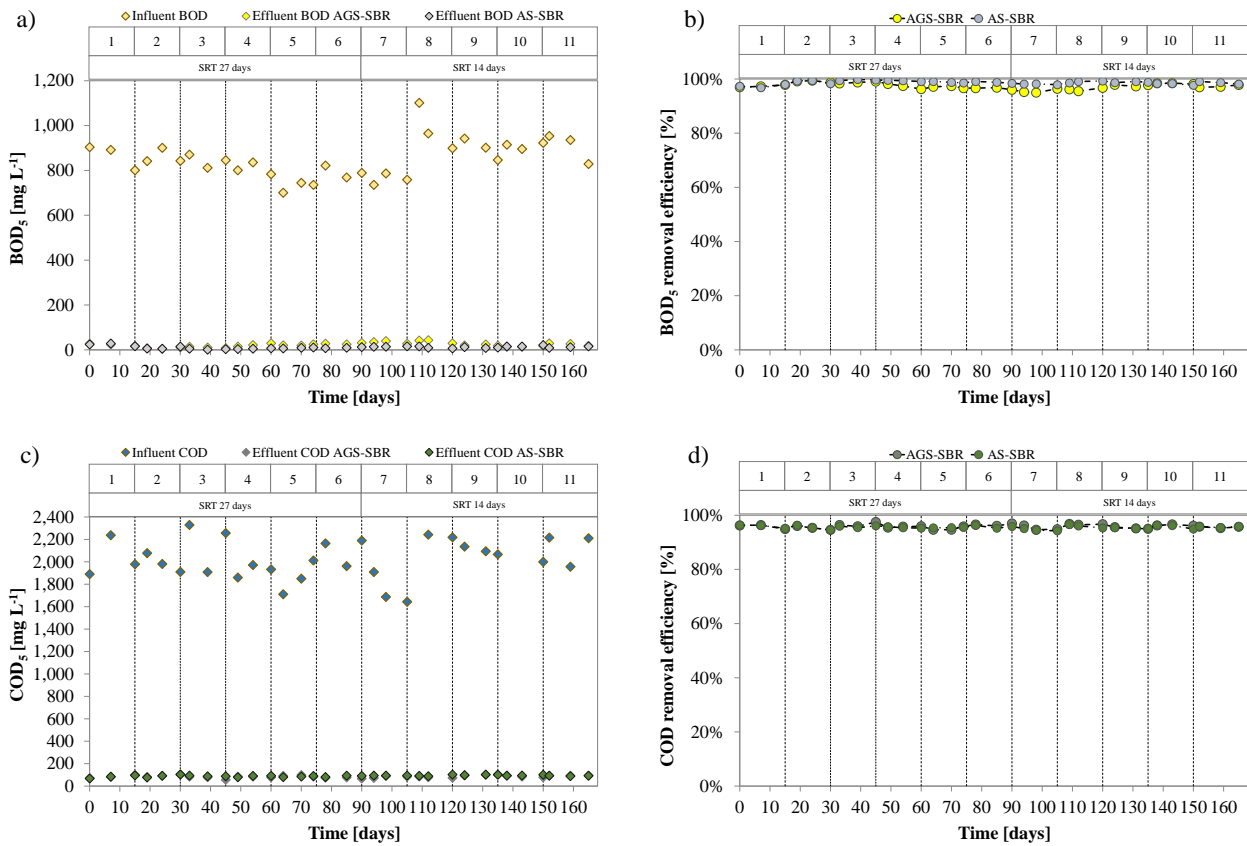 a)
Influent BOD Effluent BOD AGS-SBR Effluent BOD AS-SBR
1 2 3 4 5 6 7 8 9 10 11
SRT 27 days SRT 14 days
1,200
1,000
800
600
400
200
0
BOD5 [mg L-1]
0 10 20 30 40 50 60 70 80 90 100 110 120 130 140 150 160
Time [days]
b)
AGS-SBR AS-SBR
1 2 3 4 5 6 7 8 9 10 11
SRT 27 days SRT 14 days
100%
80%
60%
40%
20%
0%
BOD5 removal efficiency [%]
0 10 20 30 40 50 60 70 80 90 100 110 120 130 140 150 160
Time [days]
c)
Influent COD Effluent COD AGS-SBR Effluent COD AS-SBR
1 2 3 4 5 6 7 8 9 10 11
SRT 27 days SRT 14 days
2,400
2,200
2,000
1,800
1,600
1,400
1,200
1,000
800
600
400
200
0
COD5 [mg L-1]
0 10 20 30 40 50 60 70 80 90 100 110 120 130 140 150 160
Time [days]
d)
AGS-SBR AS-SBR
1 2 3 4 5 6 7 8 9 10 11
SRT 27 days SRT 14 days
100%
80%
60%
40%
20%
0%
COD removal efficiency [%]
0 10 20 30 40 50 60 70 80 90 100 110 120 130 140 150 160
Time [days]